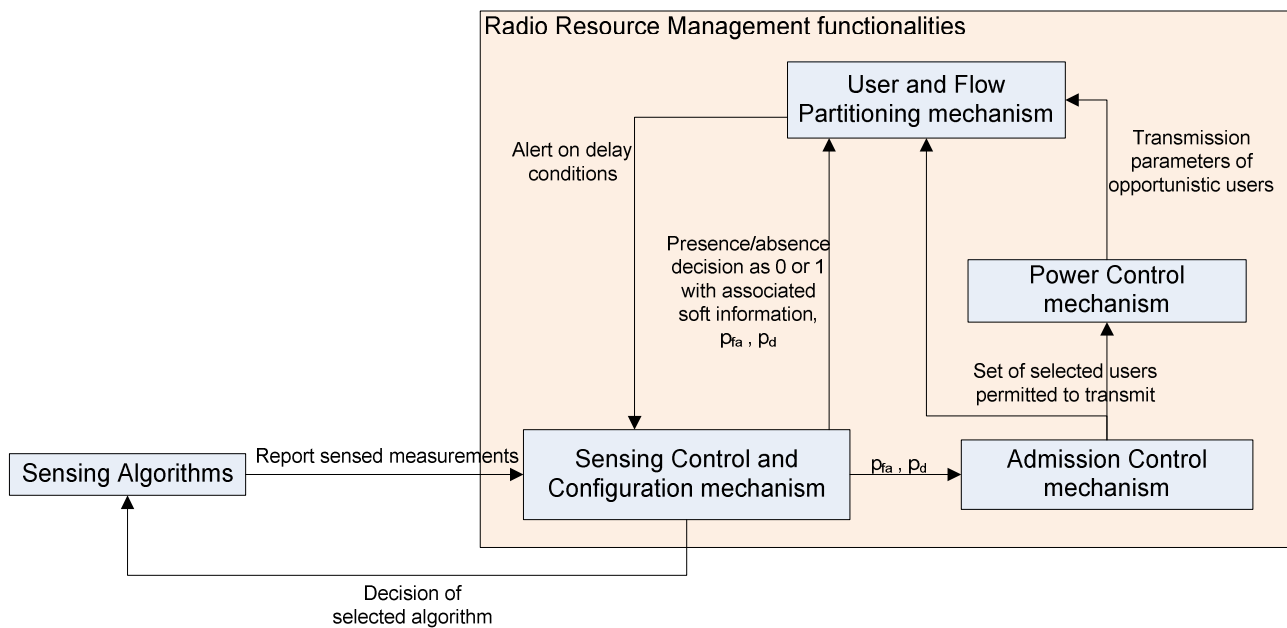 Radio Resource Management functionalities
User and Flow
Partitioning mechanism
Alert on delay
conditions
Transmission
parameters of
opportunistic users
Presence/absence
decision as 0 or 1
with associated
soft information,
pfa , pd
Power Control
mechanism
Set of selected users
permitted to transmit
Sensing Algorithms
Report sensed measurements
Sensing Control and
Configuration mechanism
pfa , pd
Admission Control
mechanism
Decision of
selected algorithm